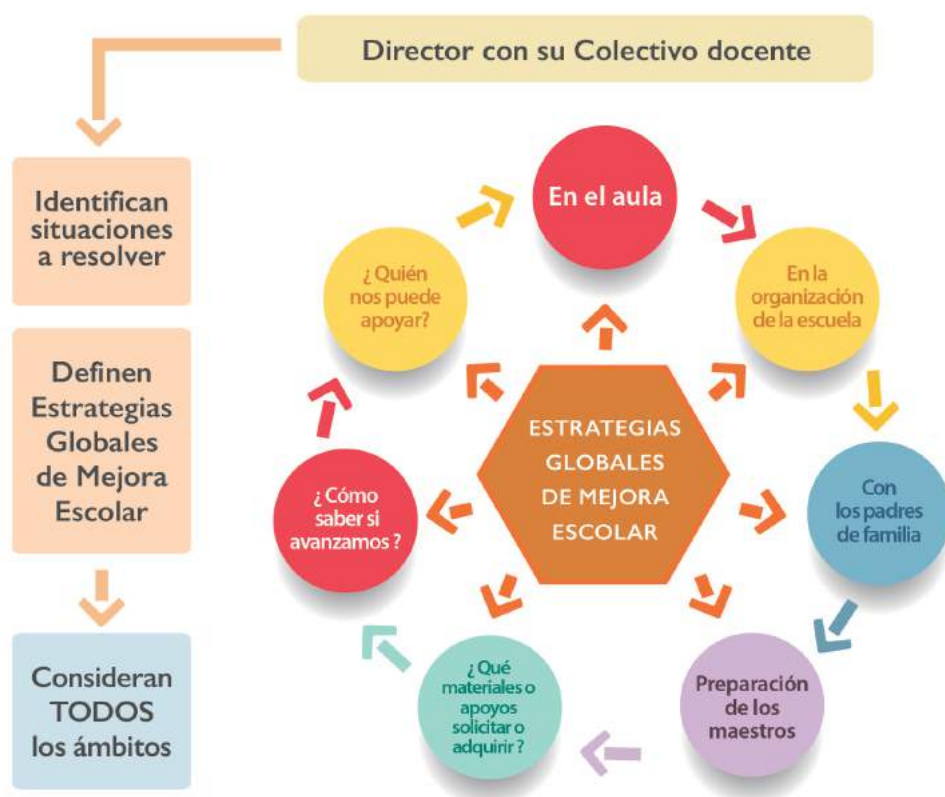 Director con su Colectivo docente
Identifican
situaciones
a resolver
Definen
Estrategias
Globales
de Mejora
Escolar
Consideran
TODOS
los ámbitos
En el aula
En la
organización
de la escuela
Con
los padres
de familia
Preparación
de los
maestros
¿Qué
materiales o
apoyos
solicitar o
adquirir?
¿Cómo
saber si
avanzamos?
¿Quién
nos puede
apoyar?
ESTRATEGIAS
GLOBALES
DE MEJORA
ESCOLAR